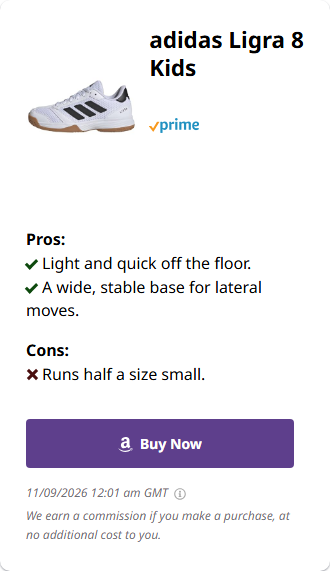 adidas Ligra 8
Kids
prime
Pros:
Light and quick off the floor.
A wide, stable base for lateral
moves.
Cons:
Runs half a size small.
Buy Now
11/09/2026 12:01 am GMT
We earn a commission if you make a purchase, at
no additional cost to you.